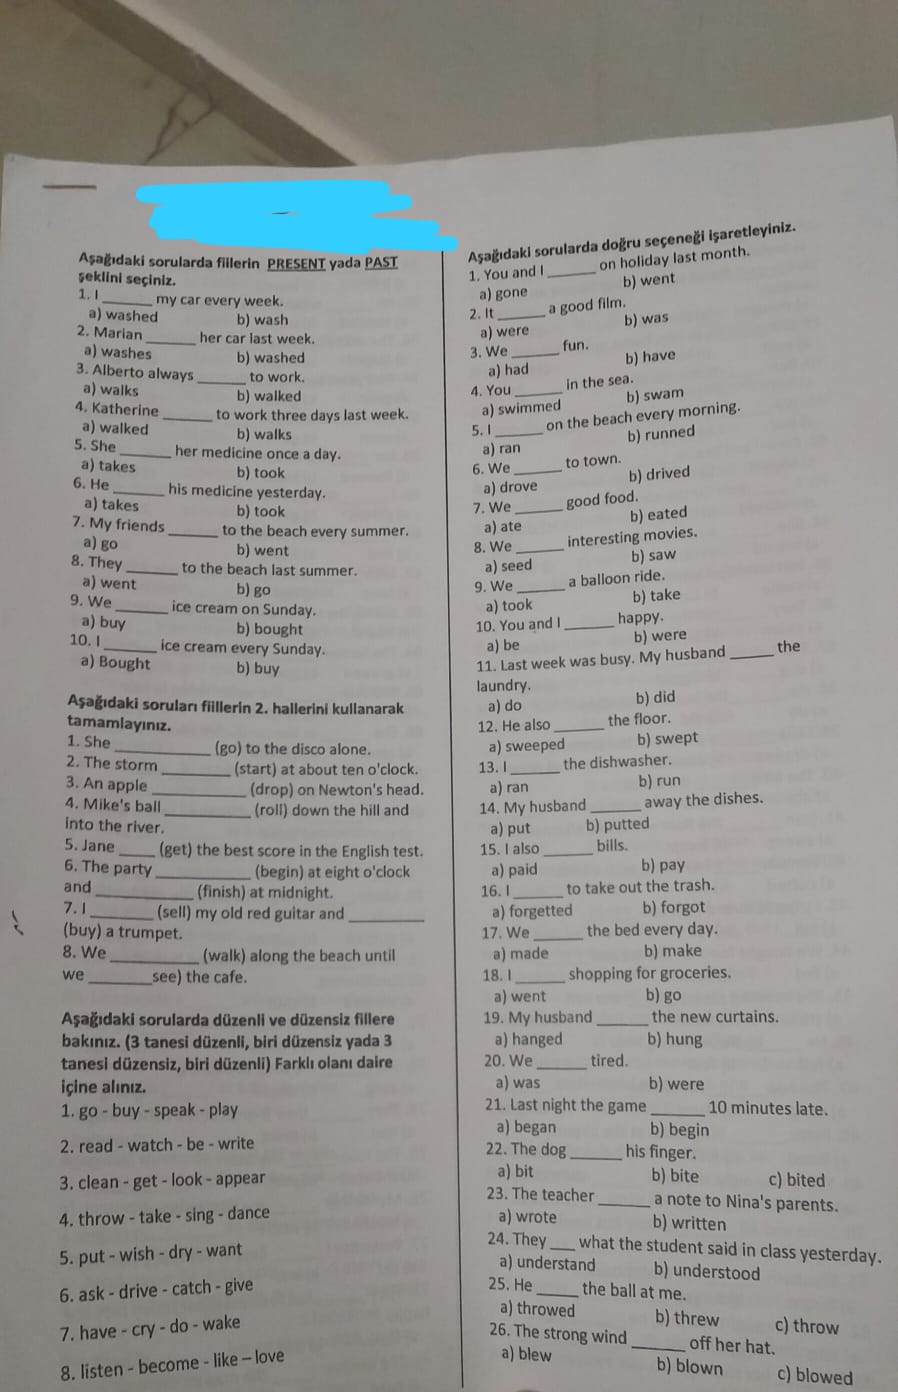 Aşağıdaki sorularda fiillerin PRESENT yada PAST
şeklini seçiniz.
1. I ______ my car every week.
a) washed b) wash
2. Marian ______ her car last week.
a) washes b) washed
3. Alberto always ______ to work.
a) walks b) walked
4. Katherine ______ to work three days last week.
a) walked b) walks
5. She ______ her medicine once a day.
a) takes b) took
6. He ______ his medicine yesterday.
a) takes b) took
7. My friends ______ to the beach every summer.
a) go b) went
8. They ______ to the beach last summer.
a) went b) go
9. We ______ ice cream on Sunday.
a) buy b) bought
10. I ______ ice cream every Sunday.
a) Bought b) buy
Aşağıdaki soruları fiillerin 2. hallerini kullanarak
tamamlayınız.
1. She ____________ (go) to the disco alone.
2. The storm _________ (start) at about ten o'clock.
3. An apple ____________ (drop) on Newton's head.
4. Mike's ball ___________ (roll) down the hill and
into the river.
5. Jane _____ (get) the best score in the English test.
6. The party ____________ (begin) at eight o'clock
and ____________ (finish) at midnight.
7. I ________ (sell) my old red guitar and _________
(buy) a trumpet.
8. We ___________ (walk) along the beach until
we ________see) the cafe.
Aşağıdaki sorularda düzenli ve düzensiz fillere
bakınız. (3 tanesi düzenli, biri düzensiz yada 3
tanesi düzensiz, biri düzenli) Farklı olanı daire
içine alınız.
1. go - buy - speak - play
2. read - watch - be - write
3. clean - get - look - appear
4. throw - take - sing - dance
5. put - wish - dry - want
6. ask - drive - catch - give
7. have - cry - do - wake
8. listen - become - like – love
Aşağıdaki sorularda doğru seçeneği işaretleyiniz.
1. You and I ______ on holiday last month.
a) gone b) went
2. It ______ a good film.
a) were b) was
3. We ______ fun.
a) had b) have
4. You ______ in the sea.
a) swimmed b) swam
5. I ______ on the beach every morning.
a) ran b) runned
6. We ______ to town.
a) drove b) drived
7. We ______ good food.
a) ate b) eated
8. We ______ interesting movies.
a) seed b) saw
9. We ______ a balloon ride.
a) took b) take
10. You and I ______ happy.
a) be b) were
11. Last week was busy. My husband ______ the
laundry.
a) do b) did
12. He also ______ the floor.
a) sweeped b) swept
13. I ______ the dishwasher.
a) ran b) run
14. My husband ______ away the dishes.
a) put b) putted
15. I also ______ bills.
a) paid b) pay
16. I ______ to take out the trash.
a) forgetted b) forgot
17. We ______ the bed every day.
a) made b) make
18. I ______ shopping for groceries.
a) went b) go
19. My husband ______ the new curtains.
a) hanged b) hung
20. We ______ tired.
a) was b) were
21. Last night the game ______ 10 minutes late.
a) began b) begin
22. The dog ______ his finger.
a) bit b) bite c) bited
23. The teacher ______ a note to Nina's parents.
a) wrote b) written
24. They ___ what the student said in class yesterday.
a) understand b) understood
25. He _____ the ball at me.
a) throwed b) threw c) throw
26. The strong wind ______ off her hat.
a) blew b) blown c) blowed